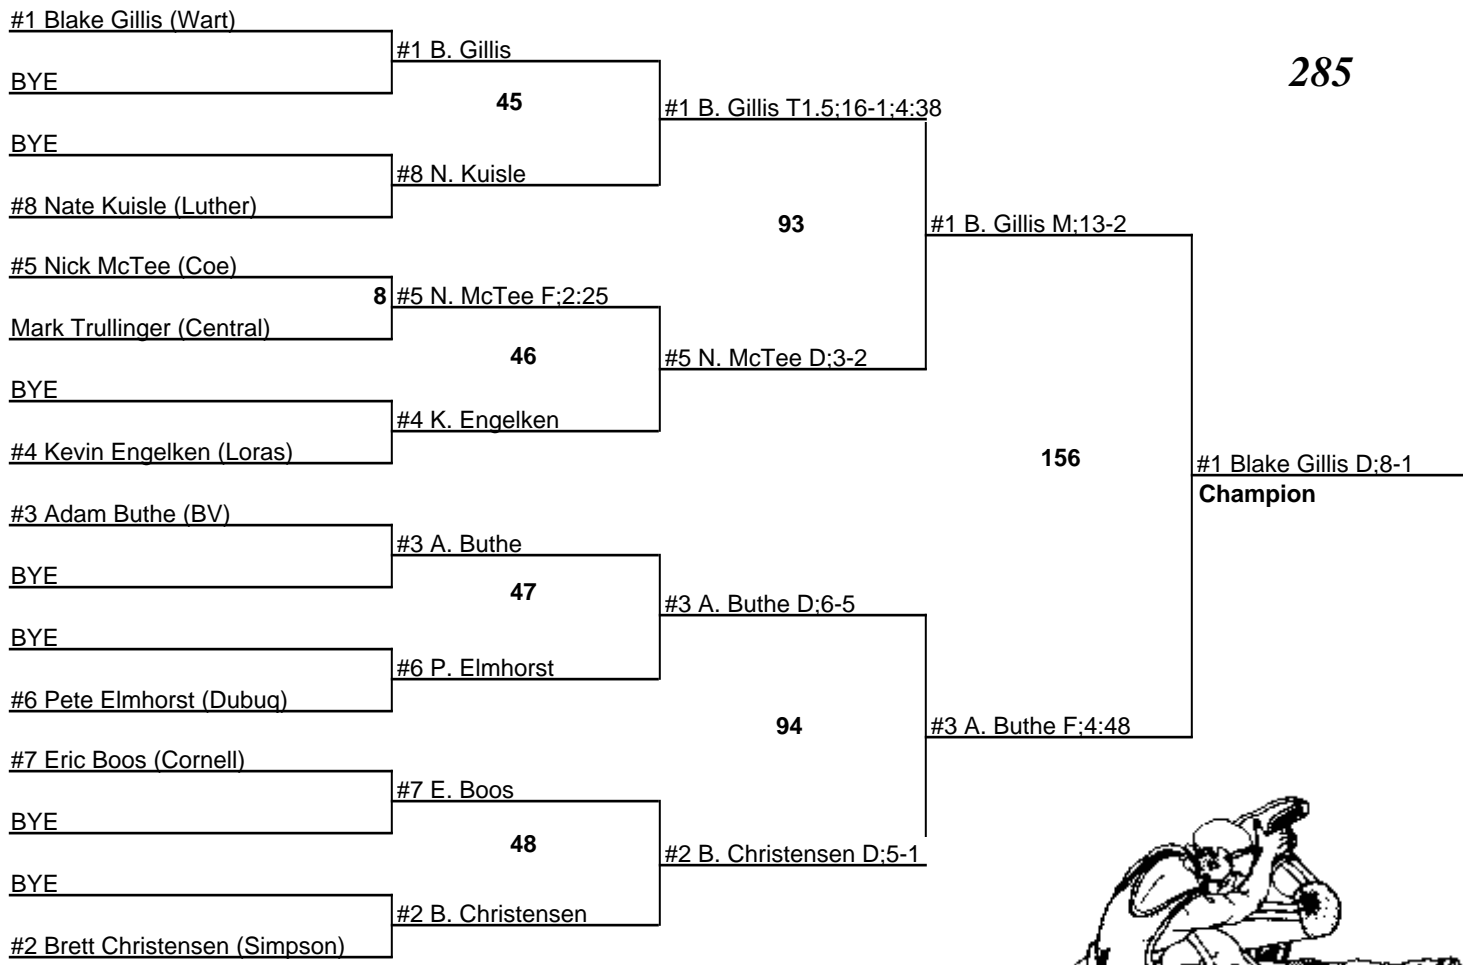 #1 Blake Gillis (Wart)
#1 B. Gillis
285
BYE
45
#1 B. Gillis T1.5;16-1;4:38
BYE
#8 N. Kuisle
#8 Nate Kuisle (Luther)
93
#1 B. Gillis M;13-2
#5 Nick McTee (Coe)
8
#5 N. McTee F;2:25
Mark Trullinger (Central)
46
#5 N. McTee D;3-2
BYE
#4 K. Engelken
#4 Kevin Engelken (Loras)
156
#1 Blake Gillis D;8-1
Champion
#3 Adam Buthe (BV)
#3 A. Buthe
BYE
47
#3 A. Buthe D;6-5
BYE
#6 P. Elmhorst
#6 Pete Elmhorst (Dubuq)
94
#3 A. Buthe F;4:48
#7 Eric Boos (Cornell)
#7 E. Boos
BYE
48
#2 B. Christensen D;5-1
BYE
#2 B. Christensen
#2 Brett Christensen (Simpson)